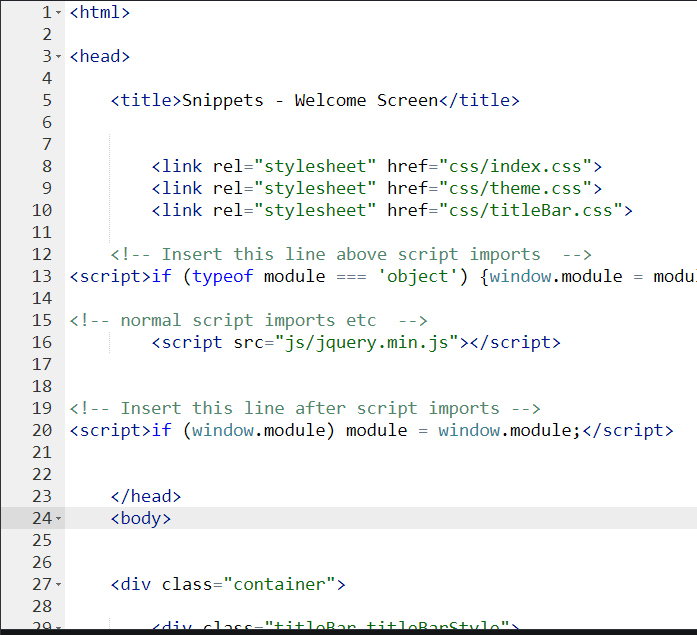 1 <html>
2
3 <head>
4
5 <title>Snippets - Welcome Screen</title>
6
7
8 <link rel="stylesheet" href="css/index.css">
9 <link rel="stylesheet" href="css/theme.css">
10 <link rel="stylesheet" href="css/titleBar.css">
11
12 <!-- Insert this line above script imports  -->
13 <script>if (typeof module === 'object') {window.module = modu
14
15 <!-- normal script imports etc  -->
16 <script src="js/jquery.min.js"></script>
17
18
19 <!-- Insert this line after script imports -->
20 <script>if (window.module) module = window.module;</script>
21
22
23 </head>
24 <body>
25
26
27 <div class="container">
28
29 <div class="titleBar titleBarStyle">